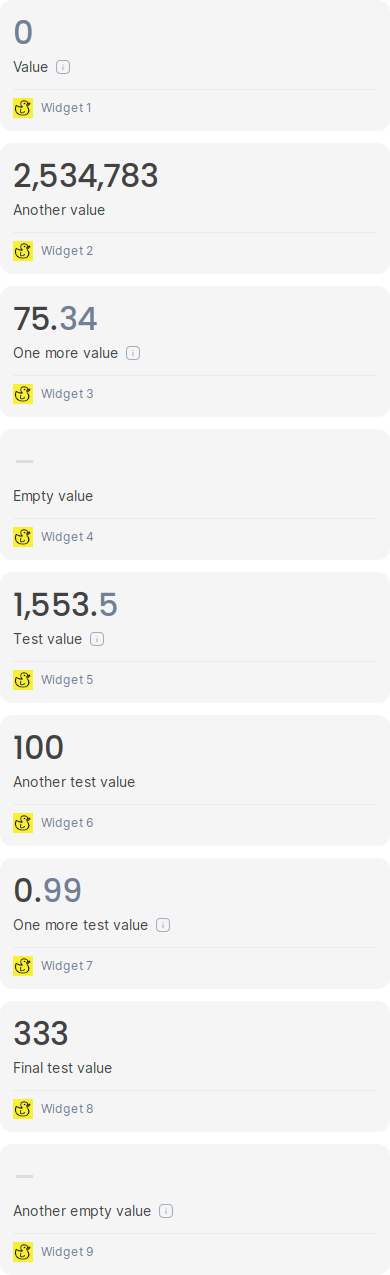 0
Value
Widget 1
2,534,783
Another value
Widget 2
75.34
One more value
Widget 3
—
Empty value
Widget 4
1,553.5
Test value
Widget 5
100
Another test value
Widget 6
0.99
One more test value
Widget 7
333
Final test value
Widget 8
—
Another empty value
Widget 9